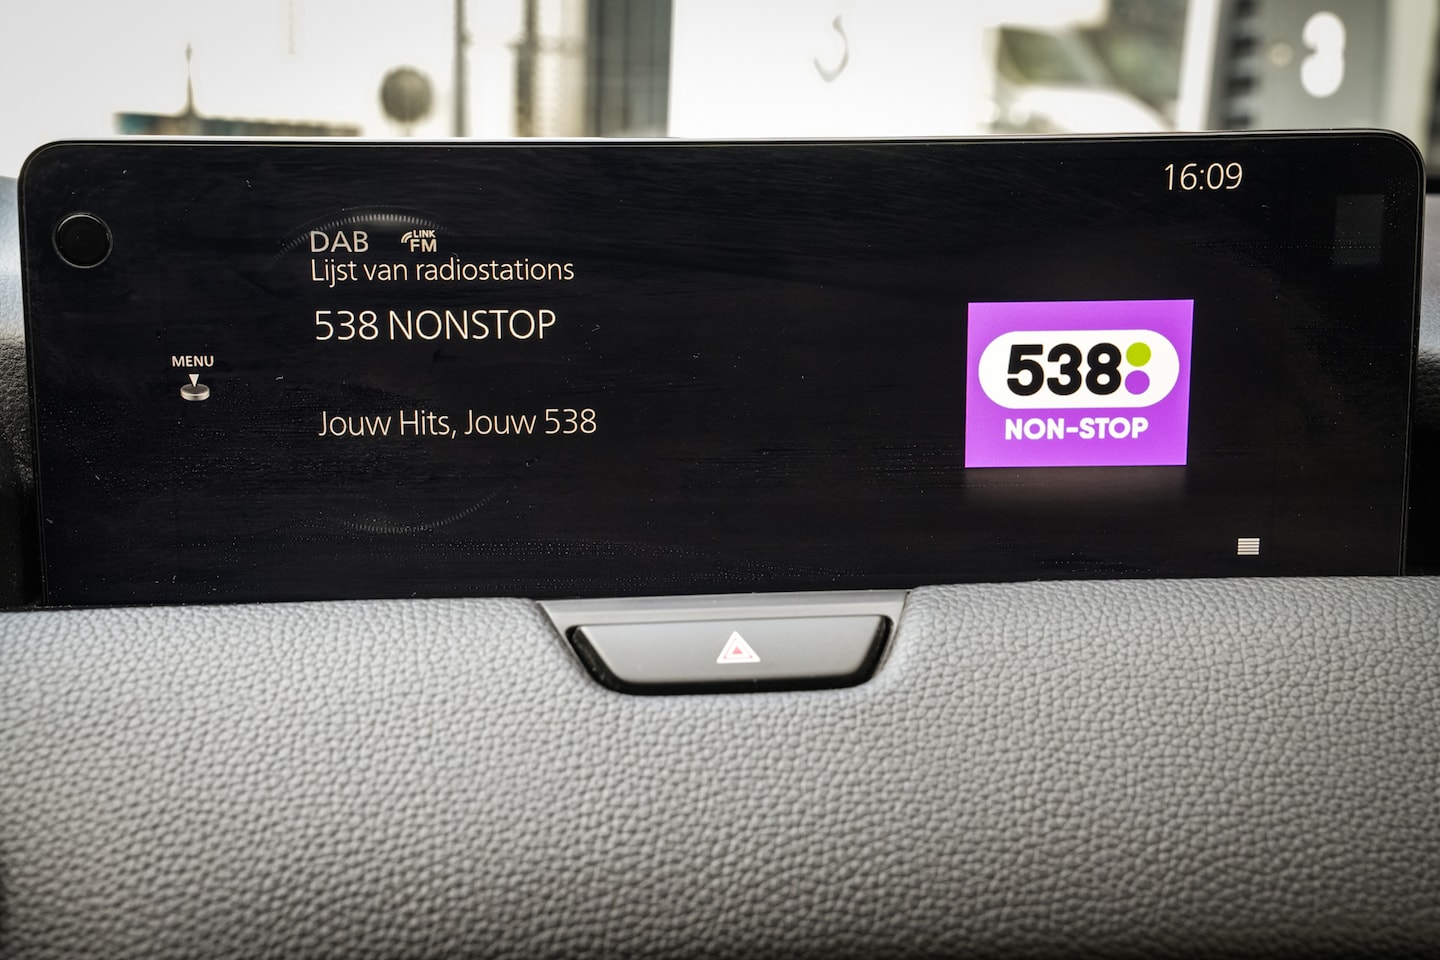 16:09
DAB LINK FM
Lijst van radiostations
538 NONSTOP
MENU
Jouw Hits, Jouw 538
538
NON-STOP